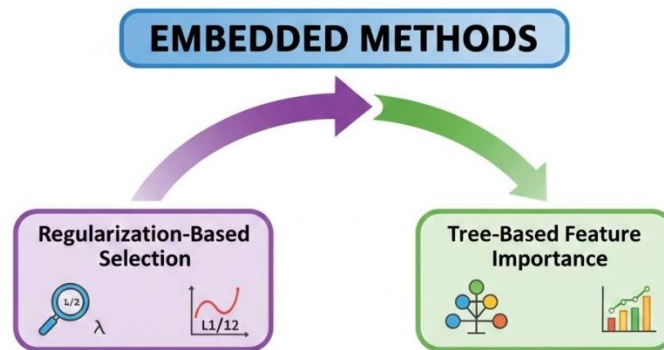 EMBEDDED METHODS
Regularization-Based
Selection
1/2
λ
L1/12
Tree-Based Feature
Importance